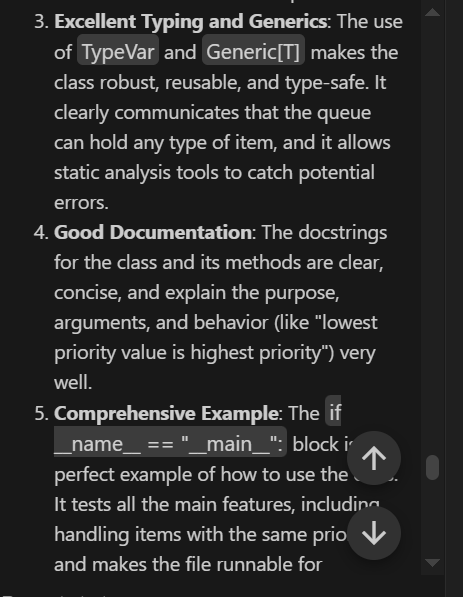 3. Excellent Typing and Generics: The use
of TypeVar and Generic[T] makes the
class robust, reusable, and type-safe. It
clearly communicates that the queue
can hold any type of item, and it allows
static analysis tools to catch potential
errors.
4. Good Documentation: The docstrings
for the class and its methods are clear,
concise, and explain the purpose,
arguments, and behavior (like "lowest
priority value is highest priority") very
well.
5. Comprehensive Example: The if
__name__ == "__main__": block
perfect example of how to use the
It tests all the main features, including
handling items with the same
and makes the file runnable for